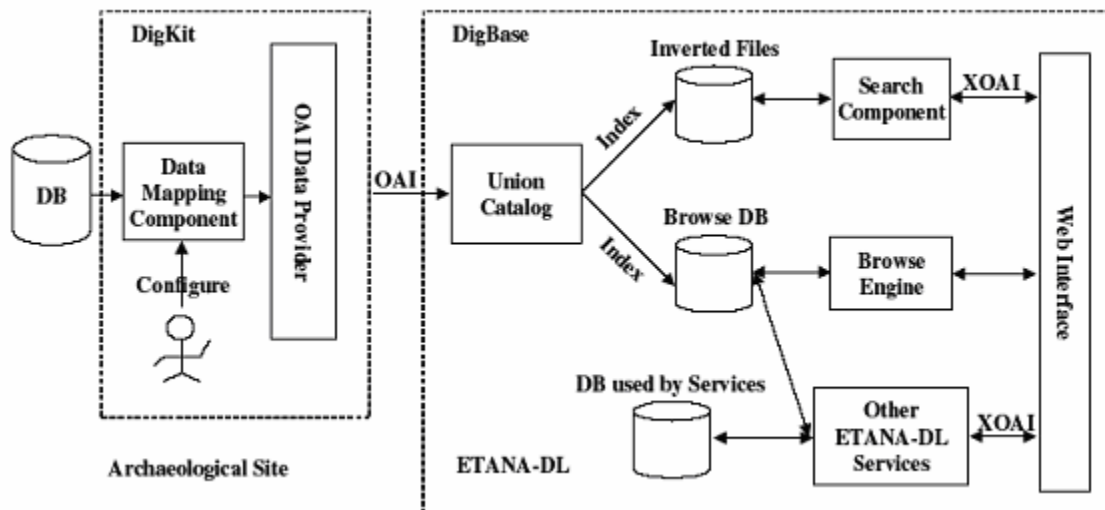 DigKit
DigBase
Inverted Files
Search
Component
XOAI
OAI Data Provider
Index
DB
Data
Mapping
Component
OAI
Union
Catalog
Web Interface
Browse DB
Index
Browse
Engine
Configure
DB used by Services
Other
ETANA-DL
Services
XOAI
Archaeological Site
ETANA-DL